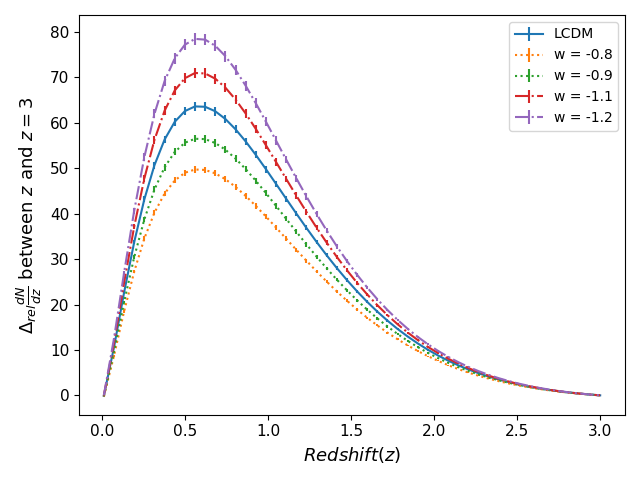 LCDM
w = -0.8
w = -0.9
w = -1.1
w = -1.2
80
70
60
50
40
30
20
10
0
Δrel dN/dz between z and z = 3
0.0 0.5 1.0 1.5 2.0 2.5 3.0
Redshift(z)